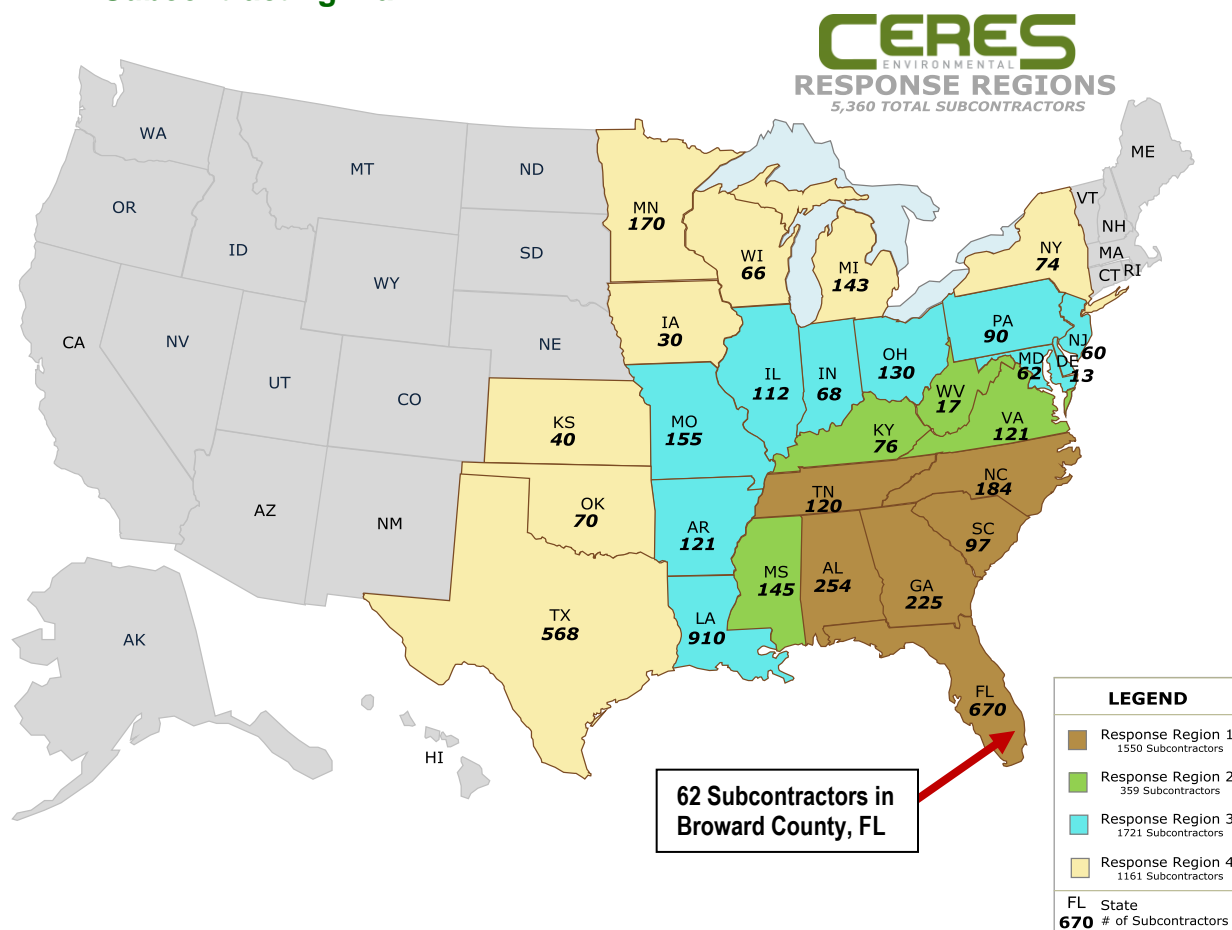 CERES
ENVIRONMENTAL
RESPONSE REGIONS
5,360 TOTAL SUBCONTRACTORS
WA
MT
ND
ME
OR
MN
170
VT
ID
SD
WI
66
MI
143
NY
74
NH
MA
CT
RI
WY
CA
NV
NE
IA
30
PA
90
NJ
60
UT
CO
IL
112
IN
68
OH
130
MD
62
DE
13
KS
40
MO
155
KY
76
WV
17
VA
121
AZ
NM
OK
70
AR
121
TN
120
NC
184
SC
97
MS
145
AL
254
GA
225
AK
TX
568
LA
910
FL
670
HI
62 Subcontractors in
Broward County, FL
LEGEND
Response Region 1
1550 Subcontractors
Response Region 2
359 Subcontractors
Response Region 3
1721 Subcontractors
Response Region 4
1161 Subcontractors
FL State
670 # of Subcontractors